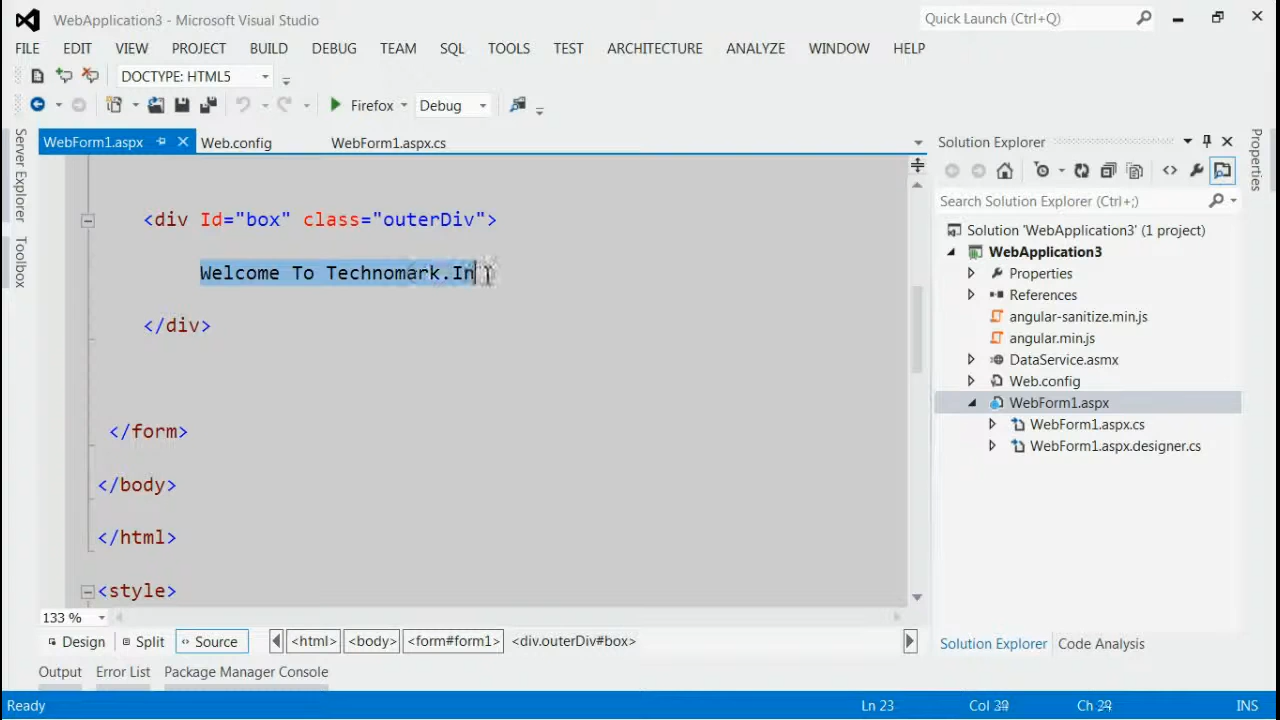 WebApplication3 - Microsoft Visual Studio
Quick Launch (Ctrl+Q)
FILE EDIT VIEW PROJECT BUILD DEBUG TEAM SQL TOOLS TEST ARCHITECTURE ANALYZE WINDOW HELP
DOCTYPE: HTML5
Firefox Debug
WebForm1.aspx Web.config WebForm1.aspx.cs
Server Explorer
Toolbox
<div Id="box" class="outerDiv">
Welcome To Technomark.In
</div>
</form>
</body>
</html>
<style>
133 %
Design Split Source <html> <body> <form#form1> <div.outerDiv#box>
Output Error List Package Manager Console
Solution Explorer
Search Solution Explorer (Ctrl+;)
Solution 'WebApplication3' (1 project)
WebApplication3
Properties
References
angular-sanitize.min.js
angular.min.js
DataService.asmx
Web.config
WebForm1.aspx
WebForm1.aspx.cs
WebForm1.aspx.designer.cs
Solution Explorer Code Analysis
Properties
Ready Ln 23 Col Ch INS